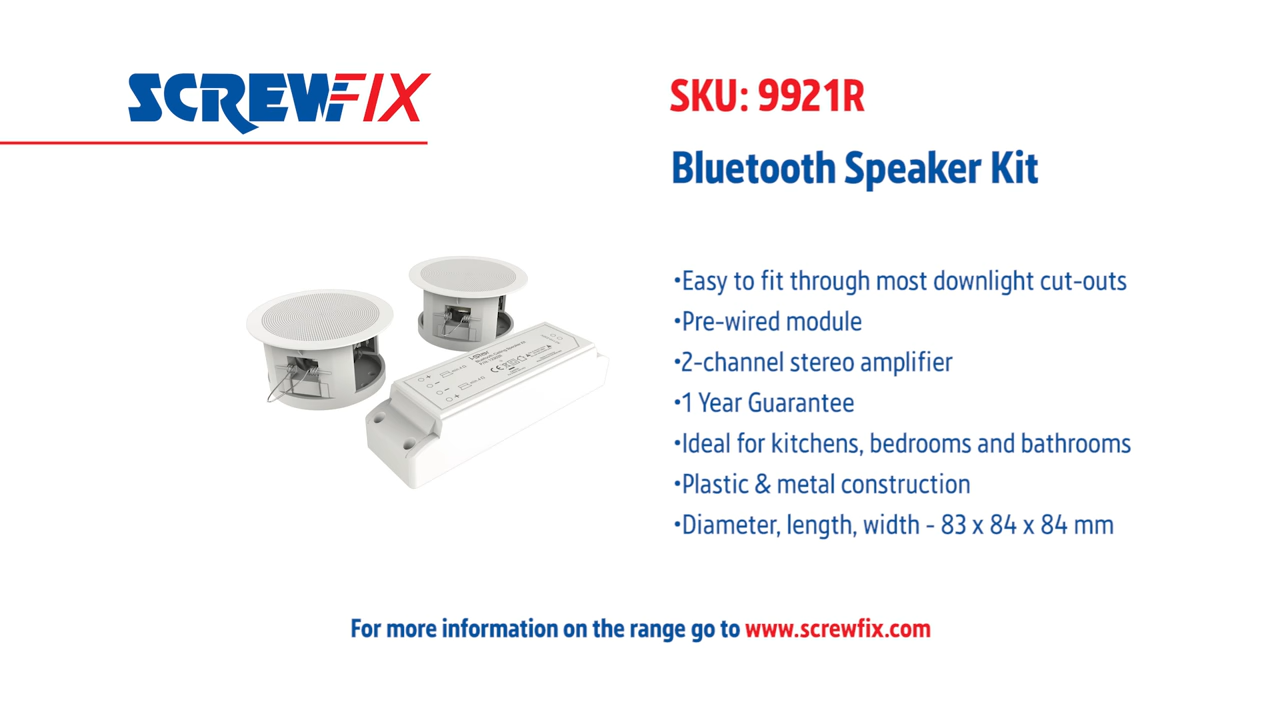 SCREWFIX
SKU: 9921R
Bluetooth Speaker Kit
•Easy to fit through most downlight cut-outs
•Pre-wired module
•2-channel stereo amplifier
•1 Year Guarantee
•Ideal for kitchens, bedrooms and bathrooms
•Plastic & metal construction
•Diameter, length, width - 83 x 84 x 84 mm
For more information on the range go to www.screwfix.com